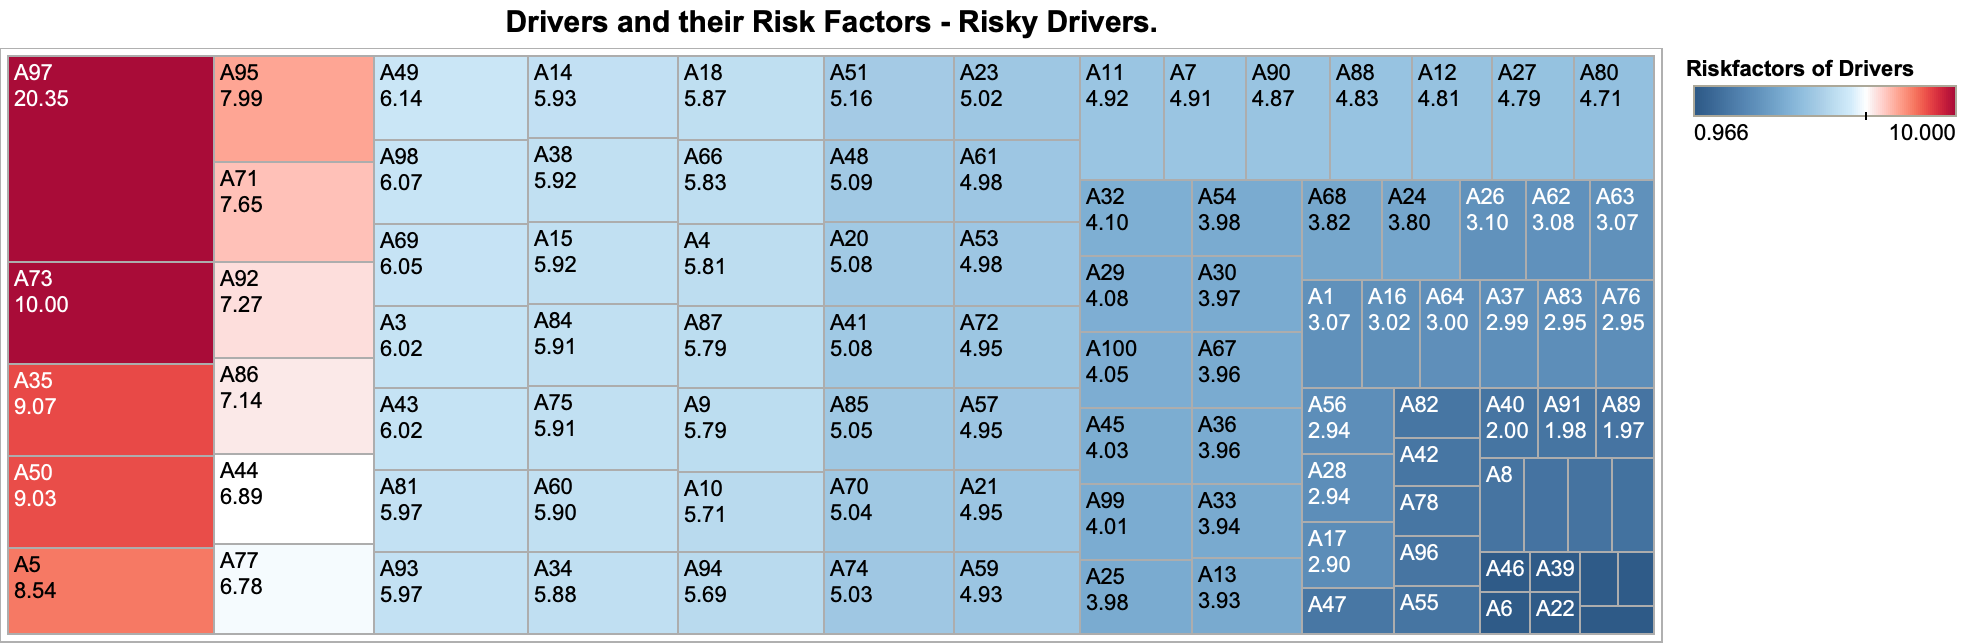 Drivers and their Risk Factors - Risky Drivers.
A97
20.35
A73
10.00
A35
9.07
A50
9.03
A5
8.54
A95
7.99
A71
7.65
A92
7.27
A86
7.14
A44
6.89
A77
6.78
A49
6.14
A98
6.07
A69
6.05
A3
6.02
A43
6.02
A81
5.97
A93
5.97
A14
5.93
A38
5.92
A15
5.92
A84
5.91
A75
5.91
A60
5.90
A34
5.88
A18
5.87
A66
5.83
A4
5.81
A87
5.79
A9
5.79
A10
5.71
A94
5.69
A51
5.16
A48
5.09
A20
5.08
A41
5.08
A85
5.05
A70
5.04
A74
5.03
A23
5.02
A61
4.98
A53
4.98
A72
4.95
A57
4.95
A21
4.95
A59
4.93
A11
4.92
A7
4.91
A90
4.87
A88
4.83
A12
4.81
A27
4.79
A80
4.71
A32
4.10
A29
4.08
A100
4.05
A45
4.03
A99
4.01
A25
3.98
A54
3.98
A30
3.97
A67
3.96
A36
3.96
A33
3.94
A13
3.93
A68
3.82
A24
3.80
A26
3.10
A62
3.08
A63
3.07
A1
3.07
A16
3.02
A64
3.00
A37
2.99
A83
2.95
A76
2.95
A56
2.94
A28
2.94
A17
2.90
A47
A82
A42
A78
A96
A55
A40
2.00
A91
1.98
A89
1.97
A8
A46
A39
A6
A22
Riskfactors of Drivers
0.966
10.000